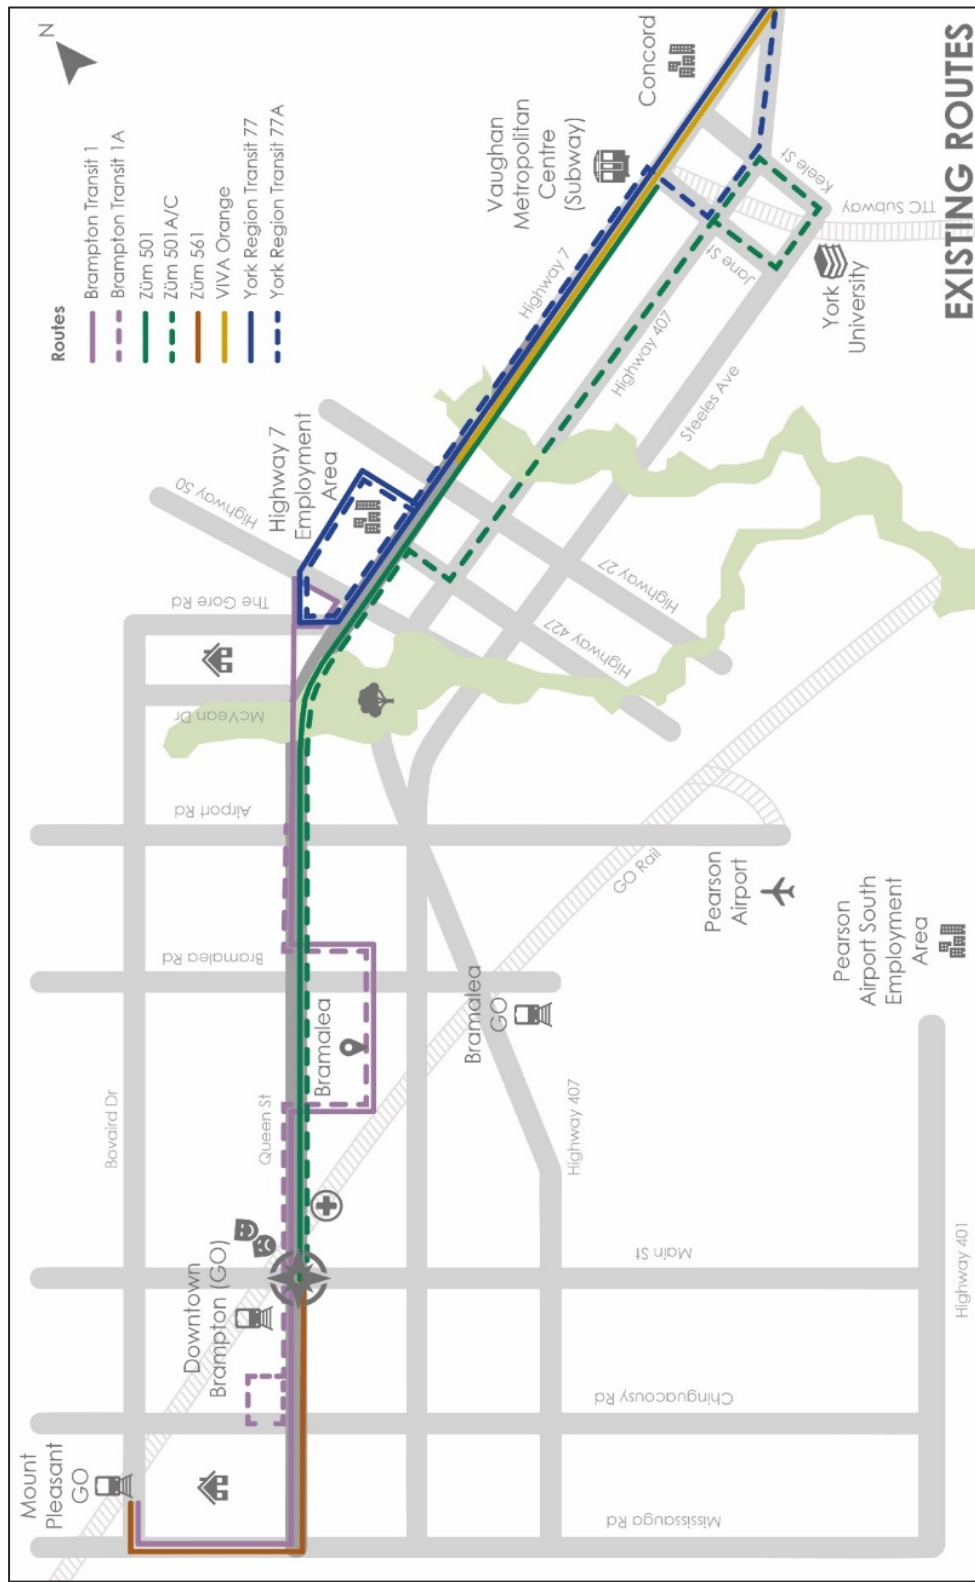 N
Routes
Brampton Transit 1
Brampton Transit 1A
Züm 501
Züm 501 A/C
Züm 561
VIVA Orange
York Region Transit 77
York Region Transit 77A
Mount
Pleasant
GO
Downtown
Brampton (GO)
Bramalea
Bramalea
GO
Highway 7
Employment
Area
Vaughan
Metropolitan
Centre
(Subway)
Concord
York
University
Pearson
Airport
Pearson
Airport South
Employment
Area
Bovaird Dr
Queen St
Bramalea Rd
Airport Rd
McVean Dr
The Gore Rd
Highway 50
Highway 7
Highway 407
Steeles Ave
Jane St
Keele St
TTC Subway
Highway 27
Highway 427
GO Rail
Highway 407
Main St
Chinguacousy Rd
Mississauga Rd
Highway 401
EXISTING ROUTES